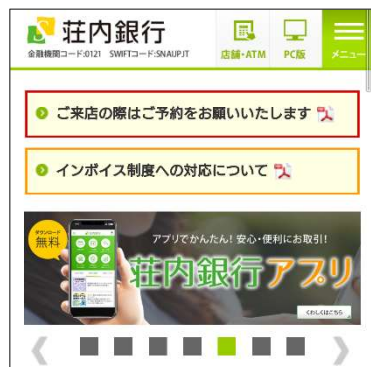 荘内銀行
金融機関コード:0121 SWIFTコード:SNAUPJT
店舗・ATM
PC版
メニュー
ご来店の際はご予約をお願いいたします
インボイス制度への対応について
ダウンロード
無料
アプリでかんたん!安心・便利にお取引!
荘内銀行アプリ
くわしくはこちら